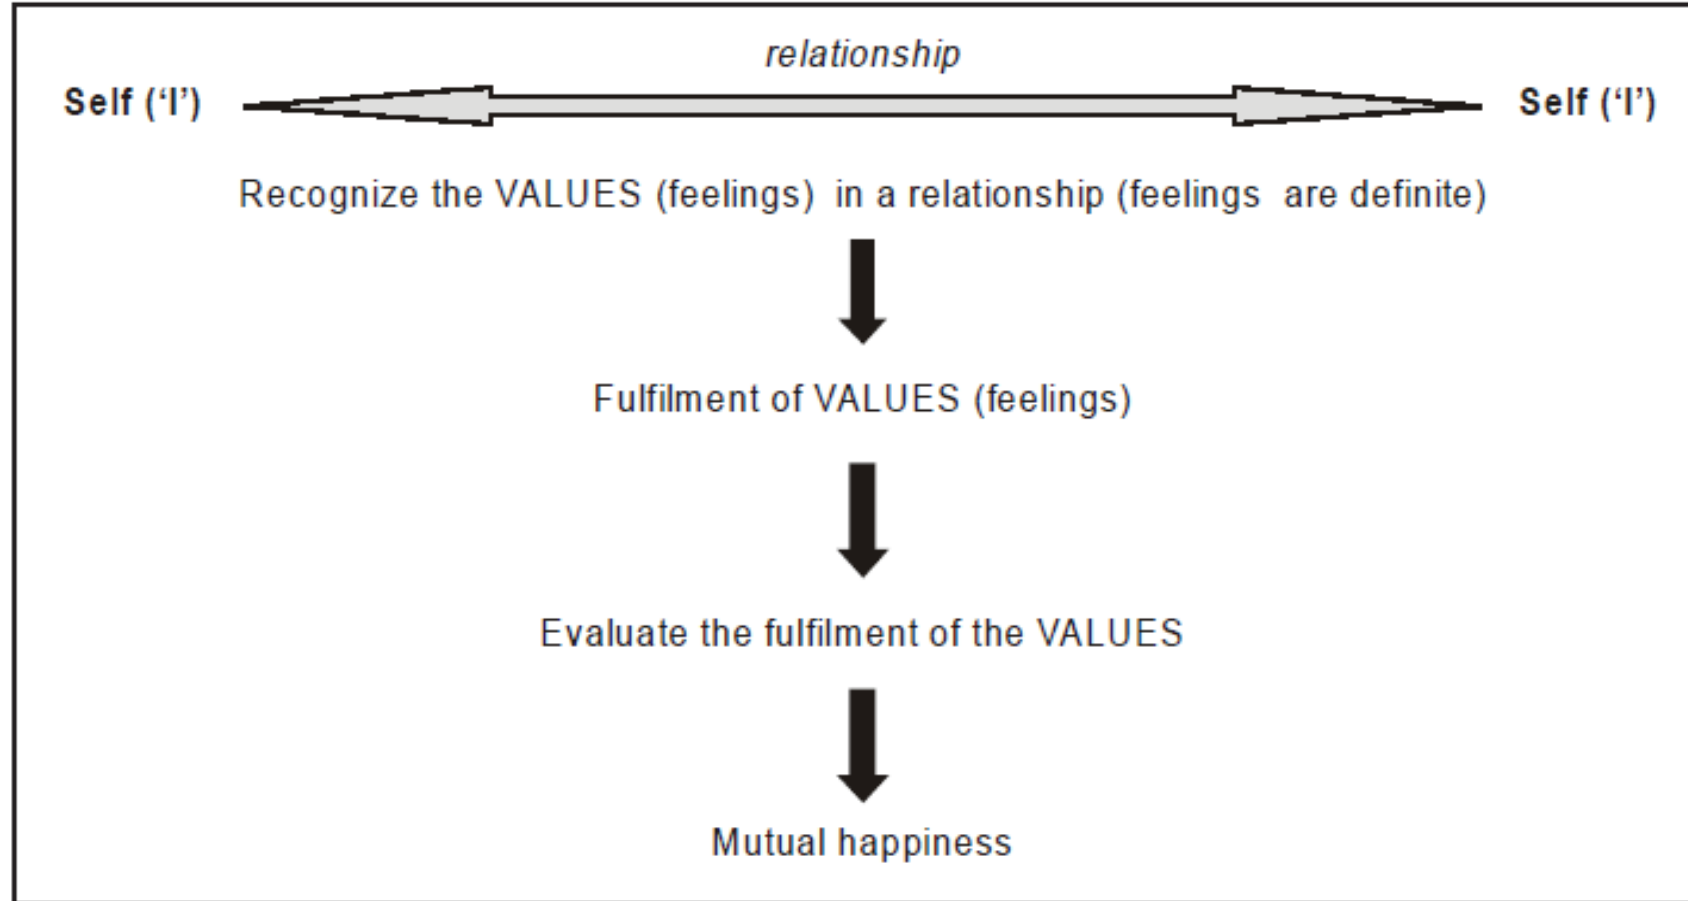 relationship
Self (‘I’) Self (‘I’)
Recognize the VALUES (feelings) in a relationship (feelings are definite)
Fulfilment of VALUES (feelings)
Evaluate the fulfilment of the VALUES
Mutual happiness